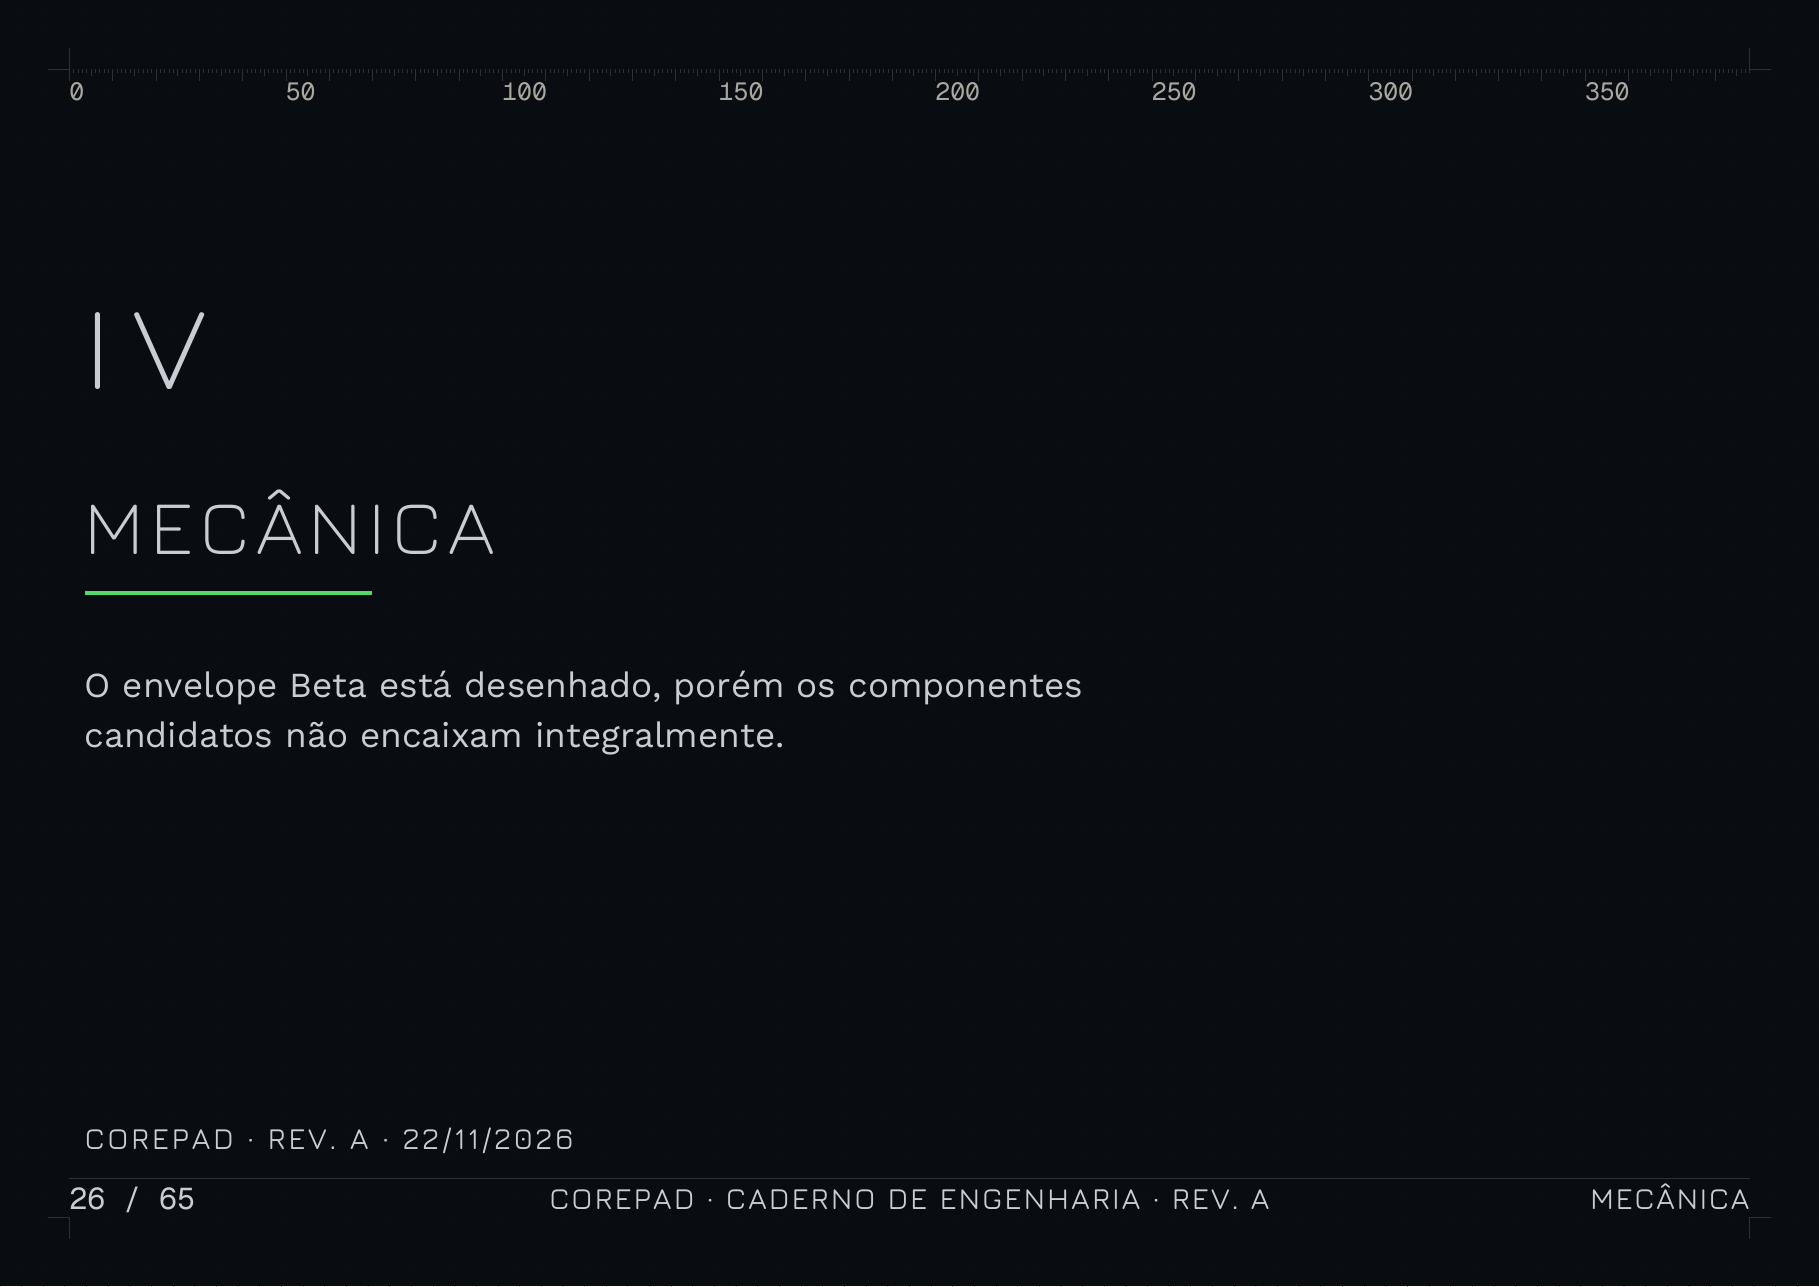 0 50 100 150 200 250 300 350
IV
MECÂNICA
O envelope Beta está desenhado, porém os componentes
candidatos não encaixam integralmente.
COREPAD · REV. A · 22/11/2026
26 / 65 COREPAD · CADERNO DE ENGENHARIA · REV. A MECÂNICA